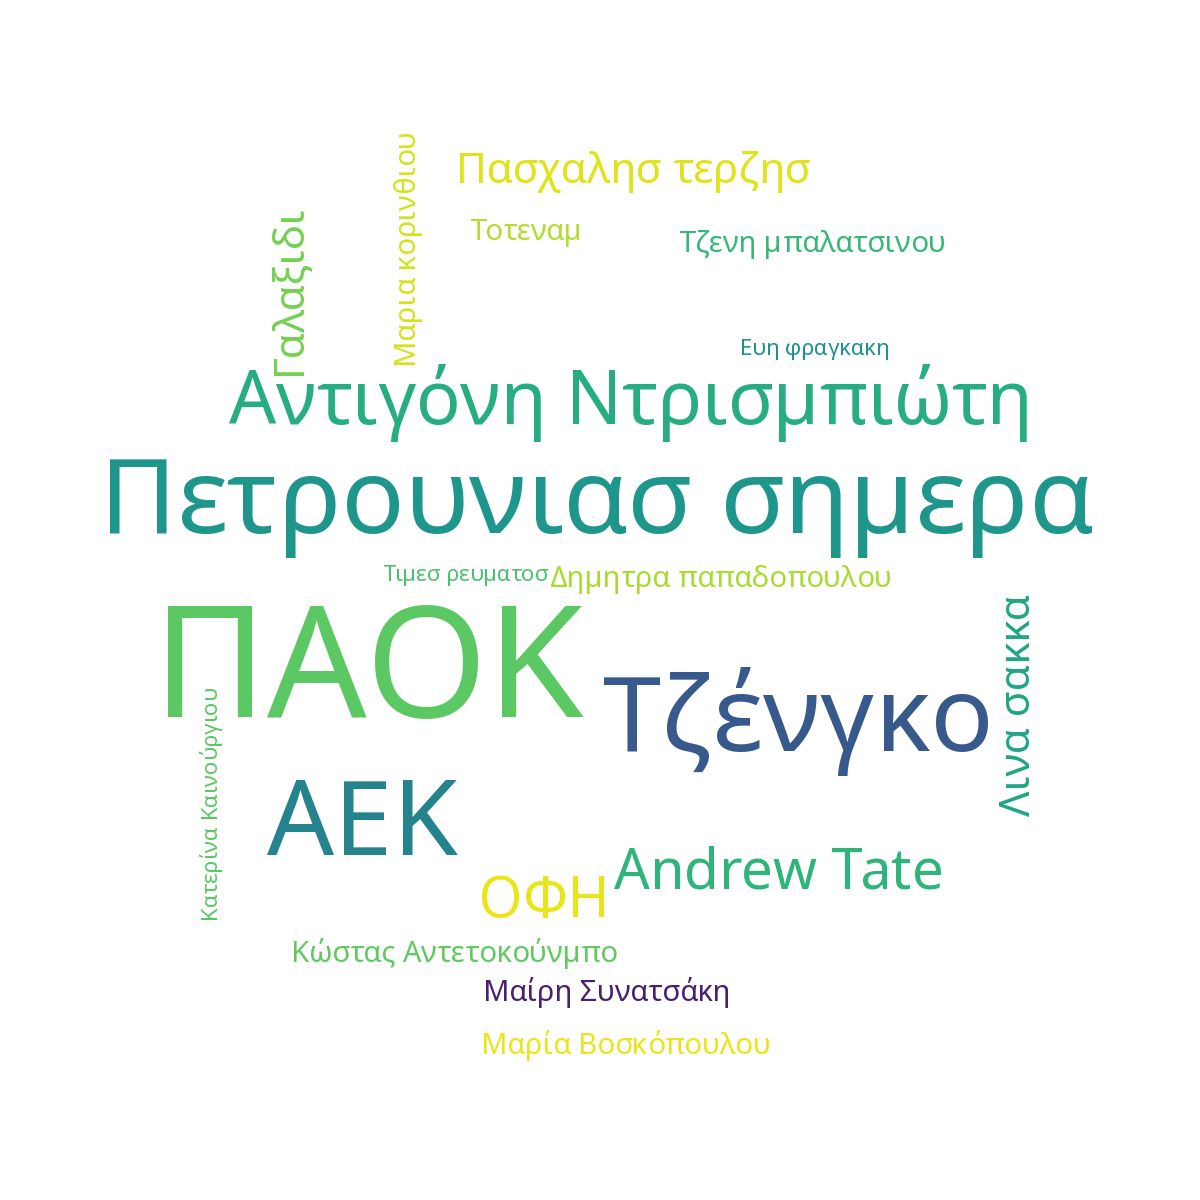 Πασχαλησ τερζησ
Μαρια κορινθιου
Γαλαξιδι
Τοτεναμ
Τζενη μπαλατσινου
Ευη φραγκακη
Αντιγόνη Ντρισμπιώτη
Πετρουνιασ σημερα
Τιμεσ ρευματοσ
Δημητρα παπαδοπουλου
ΠΑΟΚ
Τζένγκο
Λινα σακκα
Κατερίνα Καινούργιου
ΑΕΚ
Andrew Tate
ΟΦΗ
Κώστας Αντετοκούνμπο
Μαίρη Συνατσάκη
Μαρία Βοσκόπουλου